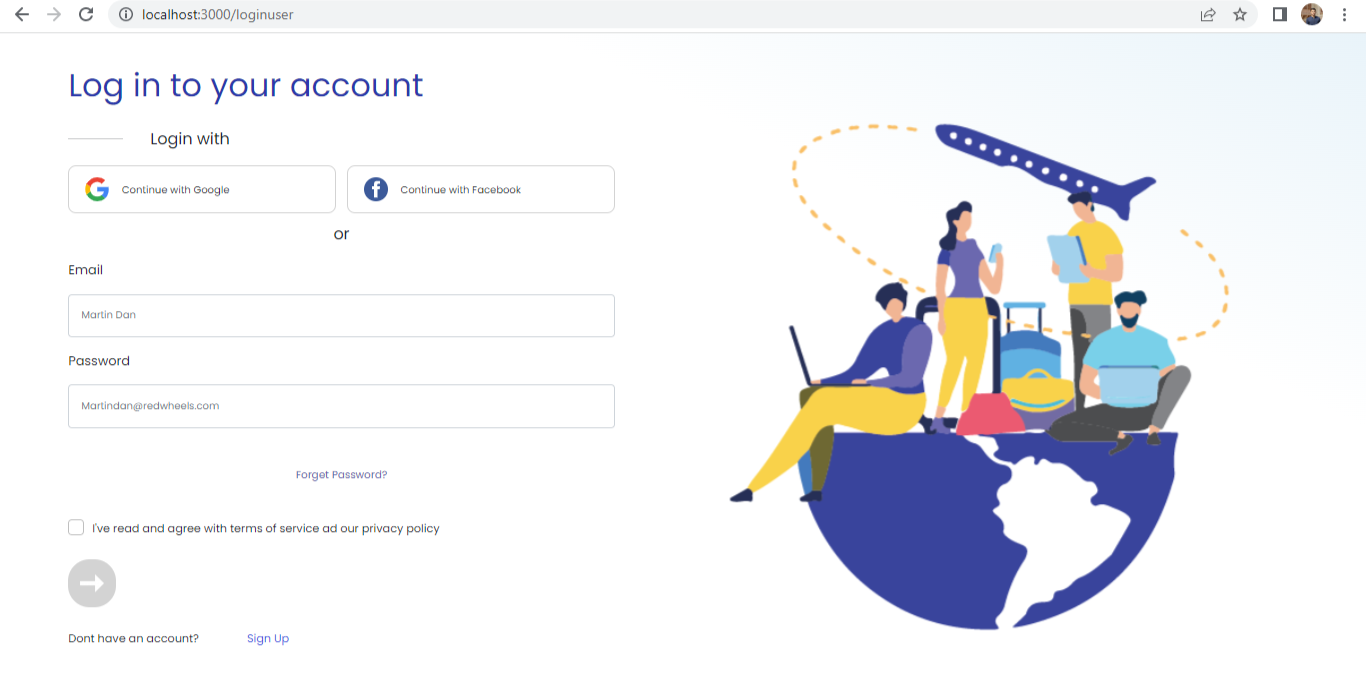 localhost:3000/loginuser
Log in to your account
Login with
Continue with Google
Continue with Facebook
or
Email
Martin Dan
Password
Martindan@redwheels.com
Forget Password?
I've read and agree with terms of service ad our privacy policy
Dont have an account? Sign Up